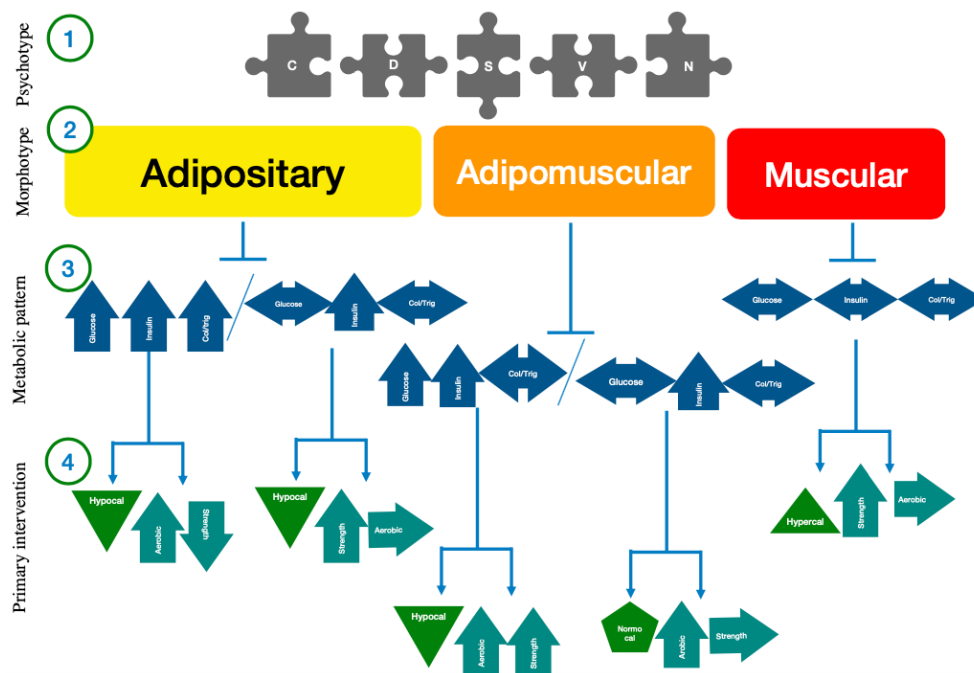 Psychotype
1
C
D
S
V
N
Morphotype
2
Adipositary
Adipomuscular
Muscular
Metabolic pattern
3
Glucose
Insulin
Col/trig
Glucose
Insulin
Col/Trig
Glucose
Insulin
Col/Trig
Glucose
Insulin
Col/Trig
Glucose
Insulin
Col/Trig
Primary intervention
4
Hypocal
Aerobic
Strength
Hypocal
Strength
Aerobic
Hypocal
Aerobic
Strength
Normo
cal
Arobic
Strength
Hypercal
Strength
Aerobic